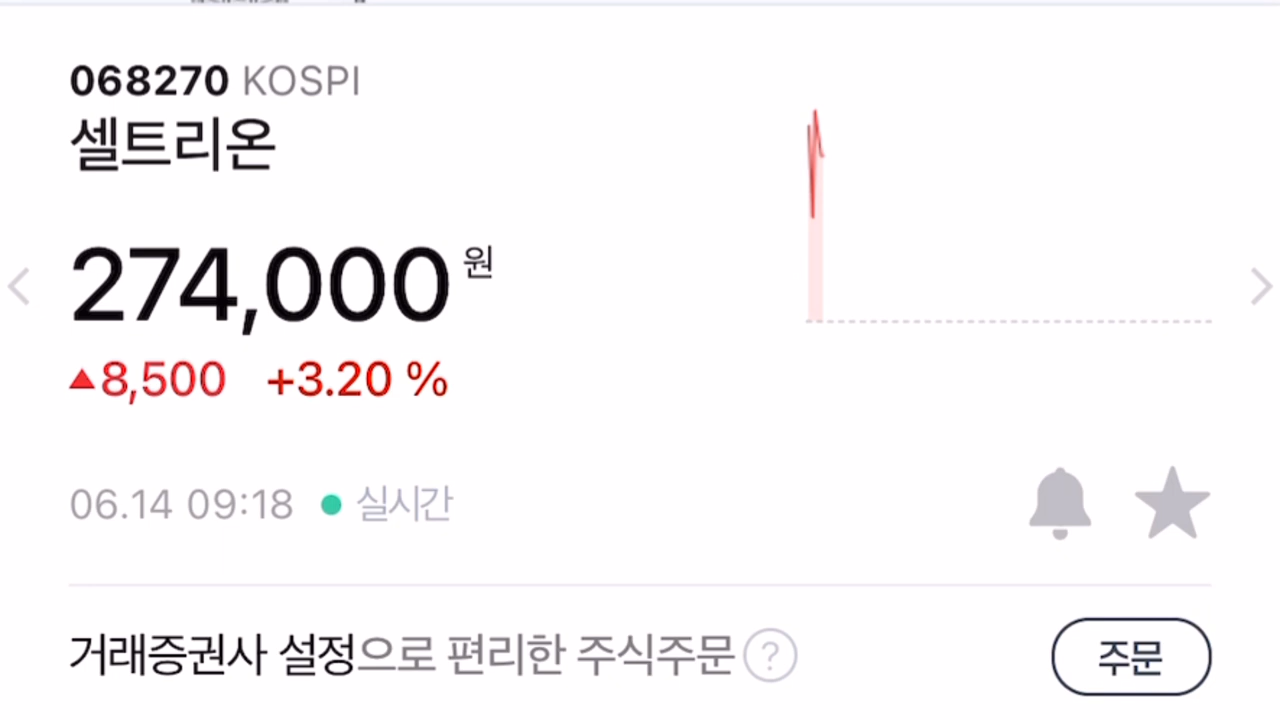 068270 KOSPI
셀트리온
274,000 원
▲8,500 +3.20 %
06.14 09:18 ● 실시간
거래증권사 설정으로 편리한 주식주문 ?
주문